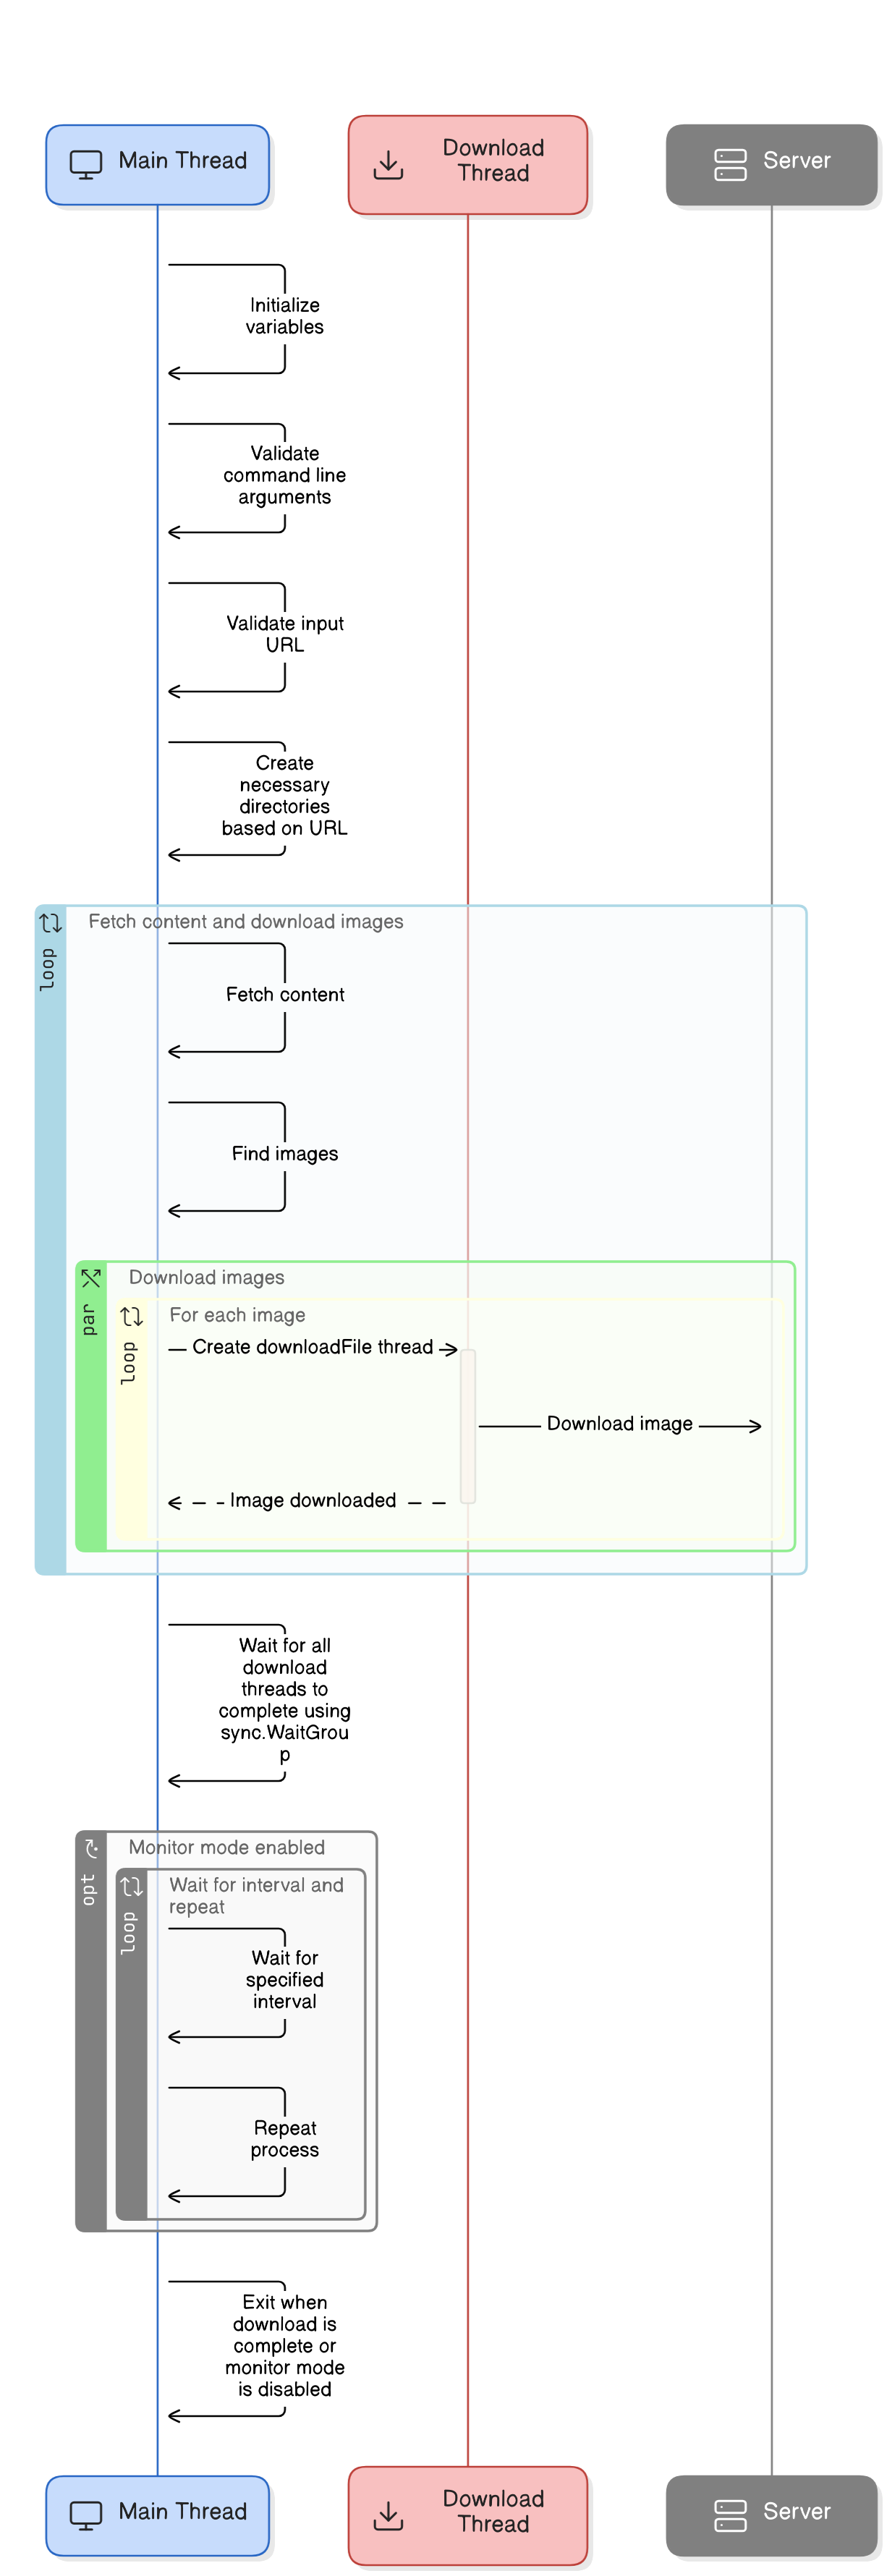 Main Thread
Download
Thread
Server
Initialize
variables
Validate
command line
arguments
Validate input
URL
Create
necessary
directories
based on URL
loop
Fetch content and download images
Fetch content
Find images
par
Download images
loop
For each image
Create downloadFile thread
Download image
Image downloaded
Wait for all
download
threads to
complete using
sync.WaitGrou
p
opt
Monitor mode enabled
loop
Wait for interval and
repeat
Wait for
specified
interval
Repeat
process
Exit when
download is
complete or
monitor mode
is disabled
Main Thread
Download
Thread
Server